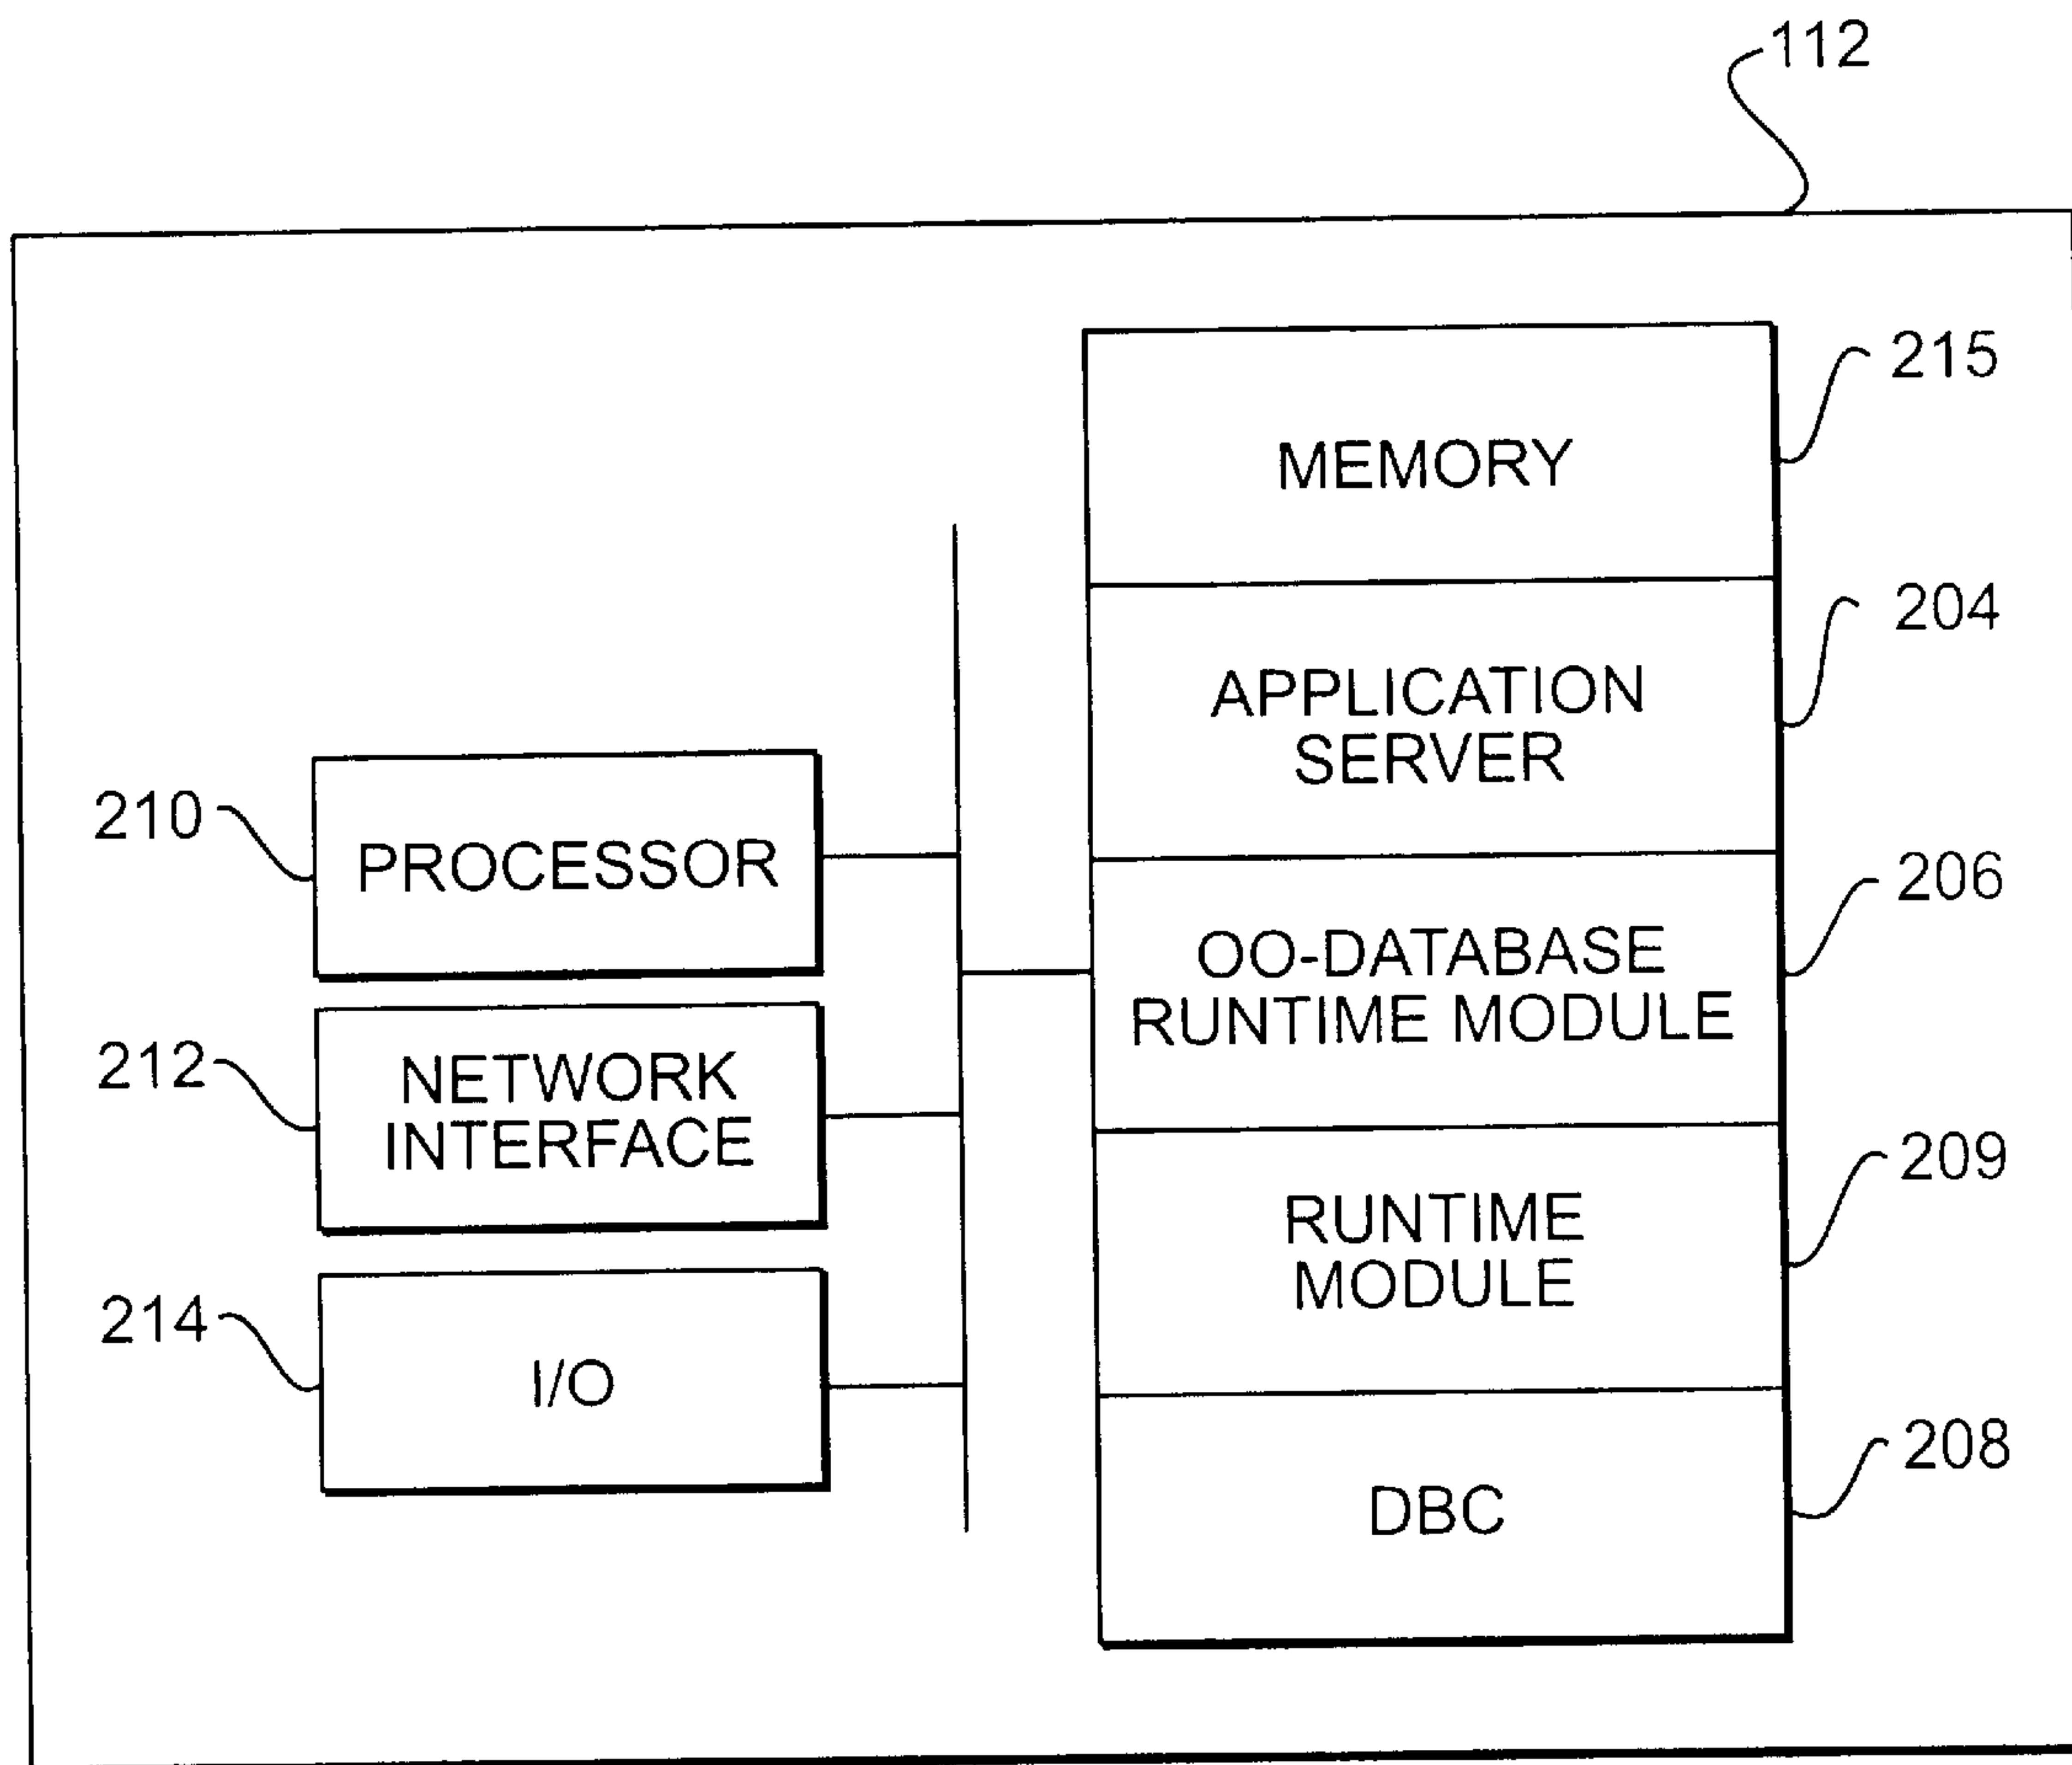 112
MEMORY
215
APPLICATION
SERVER
204
210
PROCESSOR
OO-DATABASE
RUNTIME MODULE
206
212
NETWORK
INTERFACE
RUNTIME
MODULE
209
214
I/O
DBC
208